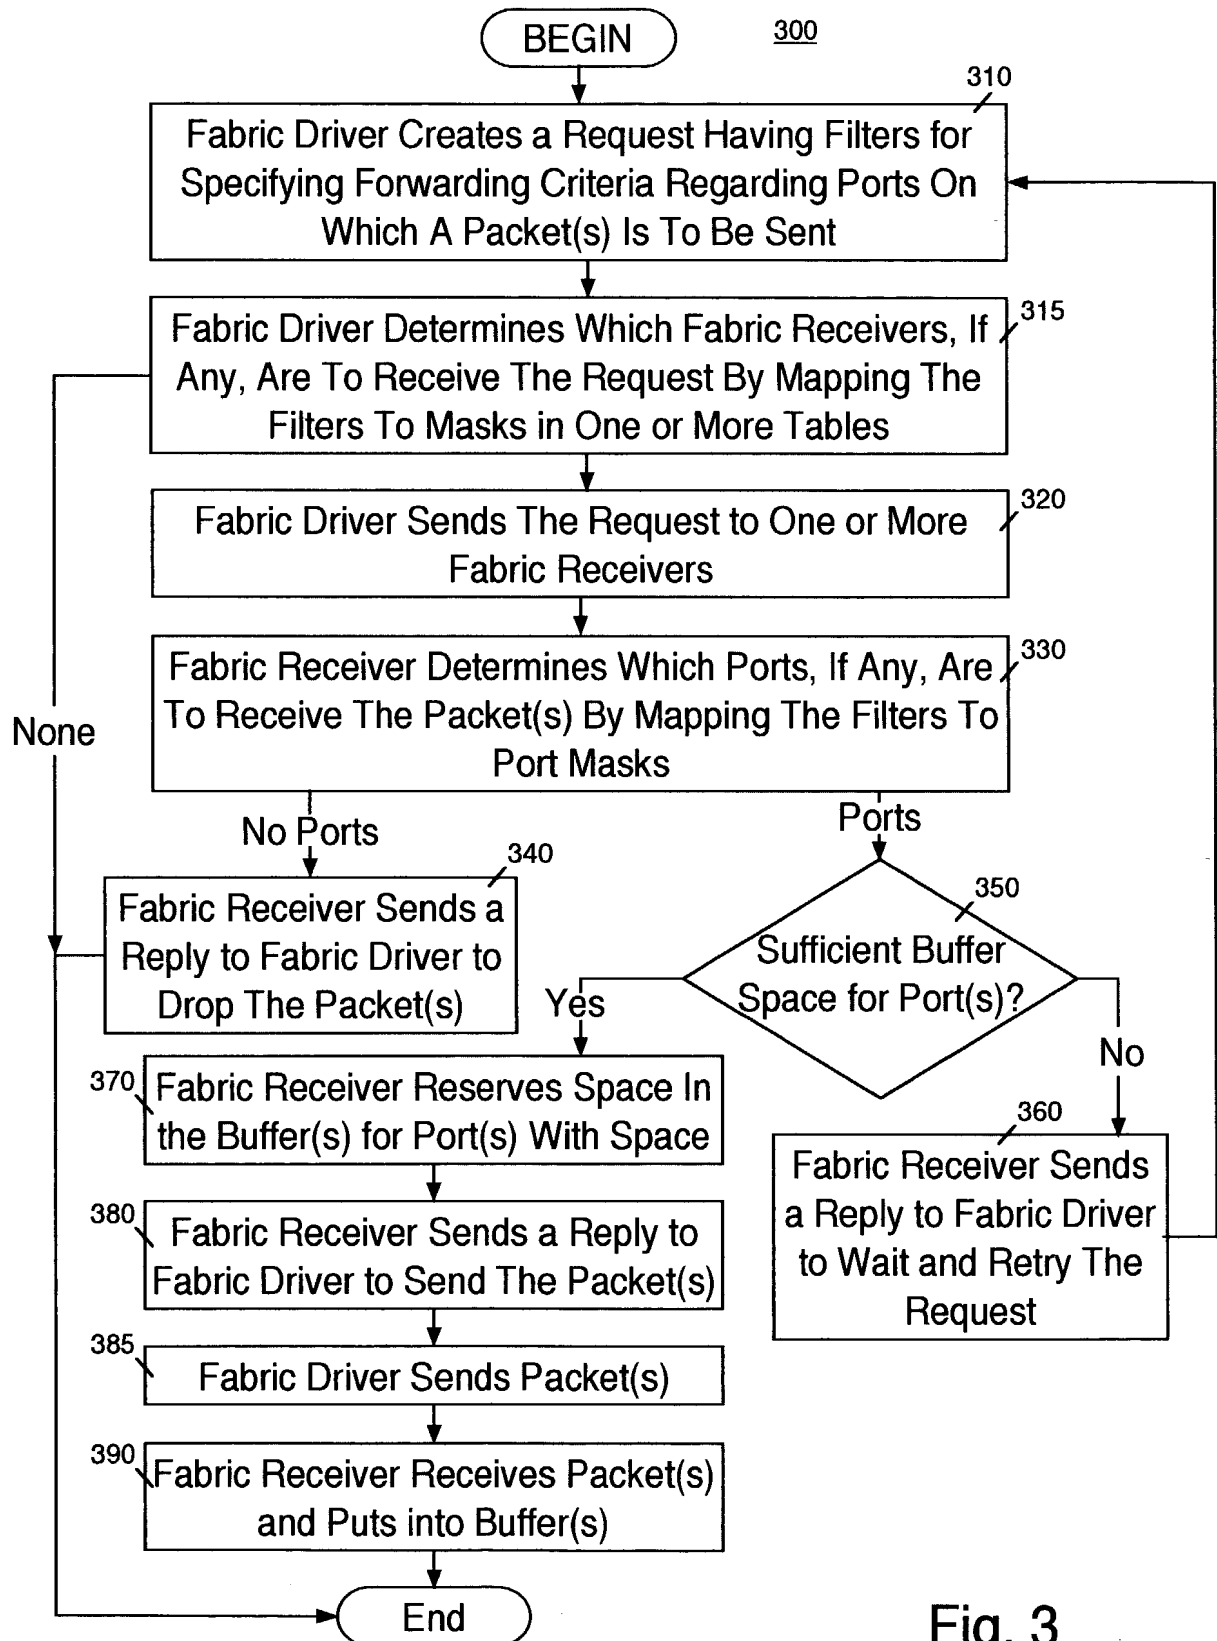 BEGIN
300
310
Fabric Driver Creates a Request Having Filters for
Specifying Forwarding Criteria Regarding Ports On
Which A Packet(s) Is To Be Sent
315
Fabric Driver Determines Which Fabric Receivers, If
Any, Are To Receive The Request By Mapping The
Filters To Masks in One or More Tables
320
Fabric Driver Sends The Request to One or More
Fabric Receivers
330
Fabric Receiver Determines Which Ports, If Any, Are
To Receive The Packet(s) By Mapping The Filters To
Port Masks
None
No Ports
Ports
340
Fabric Receiver Sends a
Reply to Fabric Driver to
Drop The Packet(s)
350
Sufficient Buffer
Space for Port(s)?
Yes
No
370
Fabric Receiver Reserves Space In
the Buffer(s) for Port(s) With Space
360
Fabric Receiver Sends
a Reply to Fabric Driver
to Wait and Retry The
Request
380
Fabric Receiver Sends a Reply to
Fabric Driver to Send The Packet(s)
385
Fabric Driver Sends Packet(s)
390
Fabric Receiver Receives Packet(s)
and Puts into Buffer(s)
End
Fig. 3